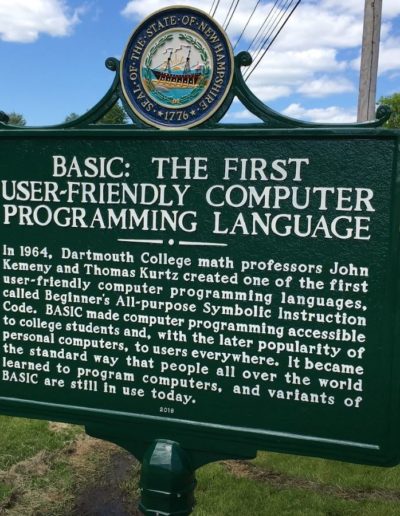 SEAL · OF · THE · STATE · OF · NEW · HAMPSHIRE
· 1776 ·
BASIC: THE FIRST
USER-FRIENDLY COMPUTER
PROGRAMMING LANGUAGE
In 1964, Dartmouth College math professors John
Kemeny and Thomas Kurtz created one of the first
user-friendly computer programming languages,
called Beginner's All-purpose Symbolic Instruction
Code. BASIC made computer programming accessible
to college students and, with the later popularity of
personal computers, to users everywhere. It became
the standard way that people all over the world
learned to program computers, and variants of
BASIC are still in use today.
2018